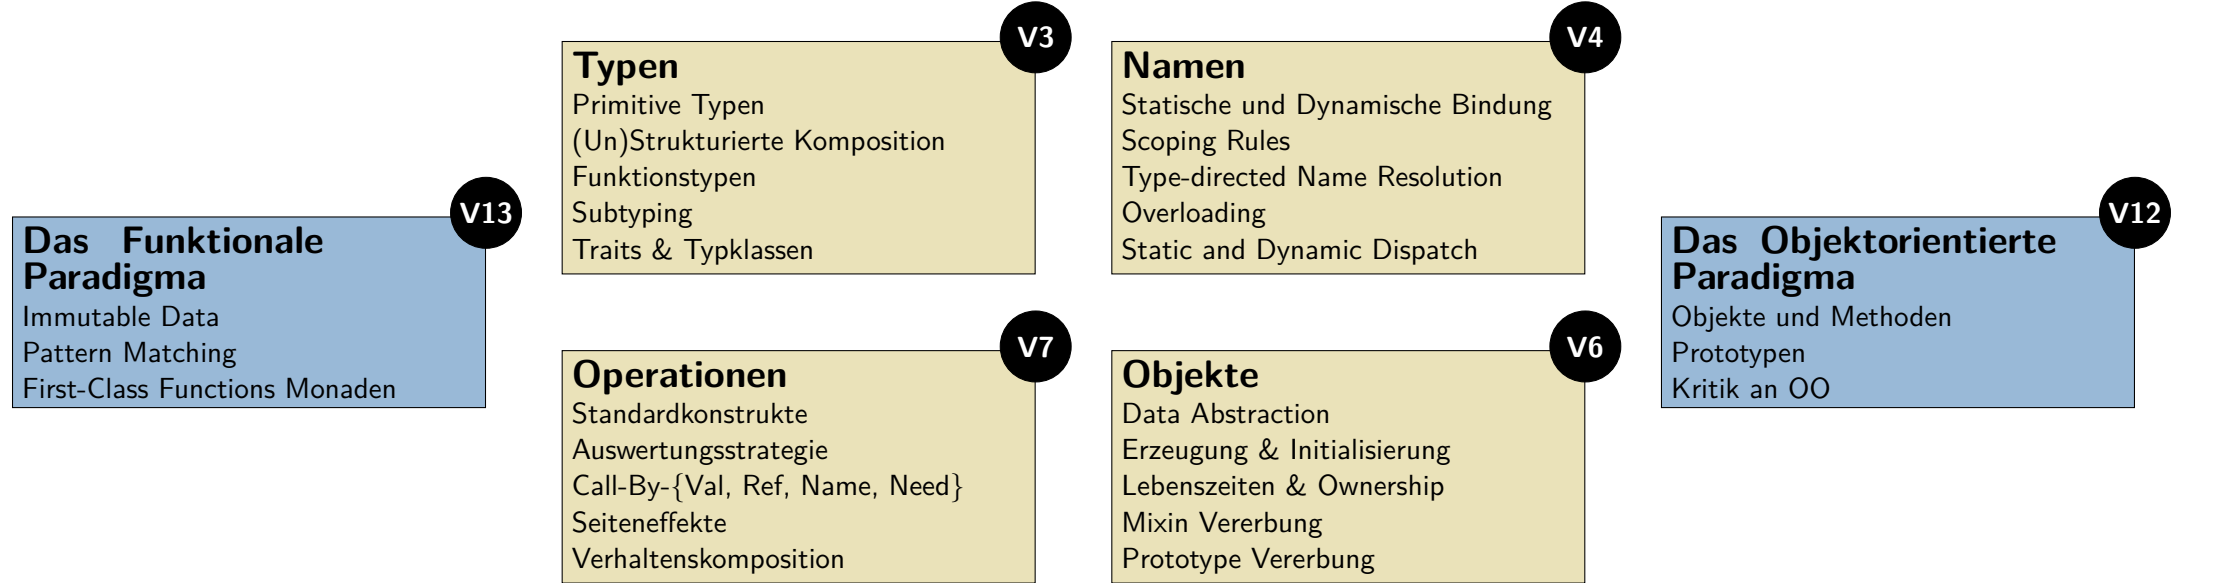 V13
Das Funktionale
Paradigma
Immutable Data
Pattern Matching
First-Class Functions Monaden
V3
Typen
Primitive Typen
(Un)Strukturierte Komposition
Funktionstypen
Subtyping
Traits & Typklassen
V7
Operationen
Standardkonstrukte
Auswertungsstrategie
Call-By-{Val, Ref, Name, Need}
Seiteneffekte
Verhaltenskomposition
V4
Namen
Statische und Dynamische Bindung
Scoping Rules
Type-directed Name Resolution
Overloading
Static and Dynamic Dispatch
V6
Objekte
Data Abstraction
Erzeugung & Initialisierung
Lebenszeiten & Ownership
Mixin Vererbung
Prototype Vererbung
V12
Das Objektorientierte
Paradigma
Objekte und Methoden
Prototypen
Kritik an OO